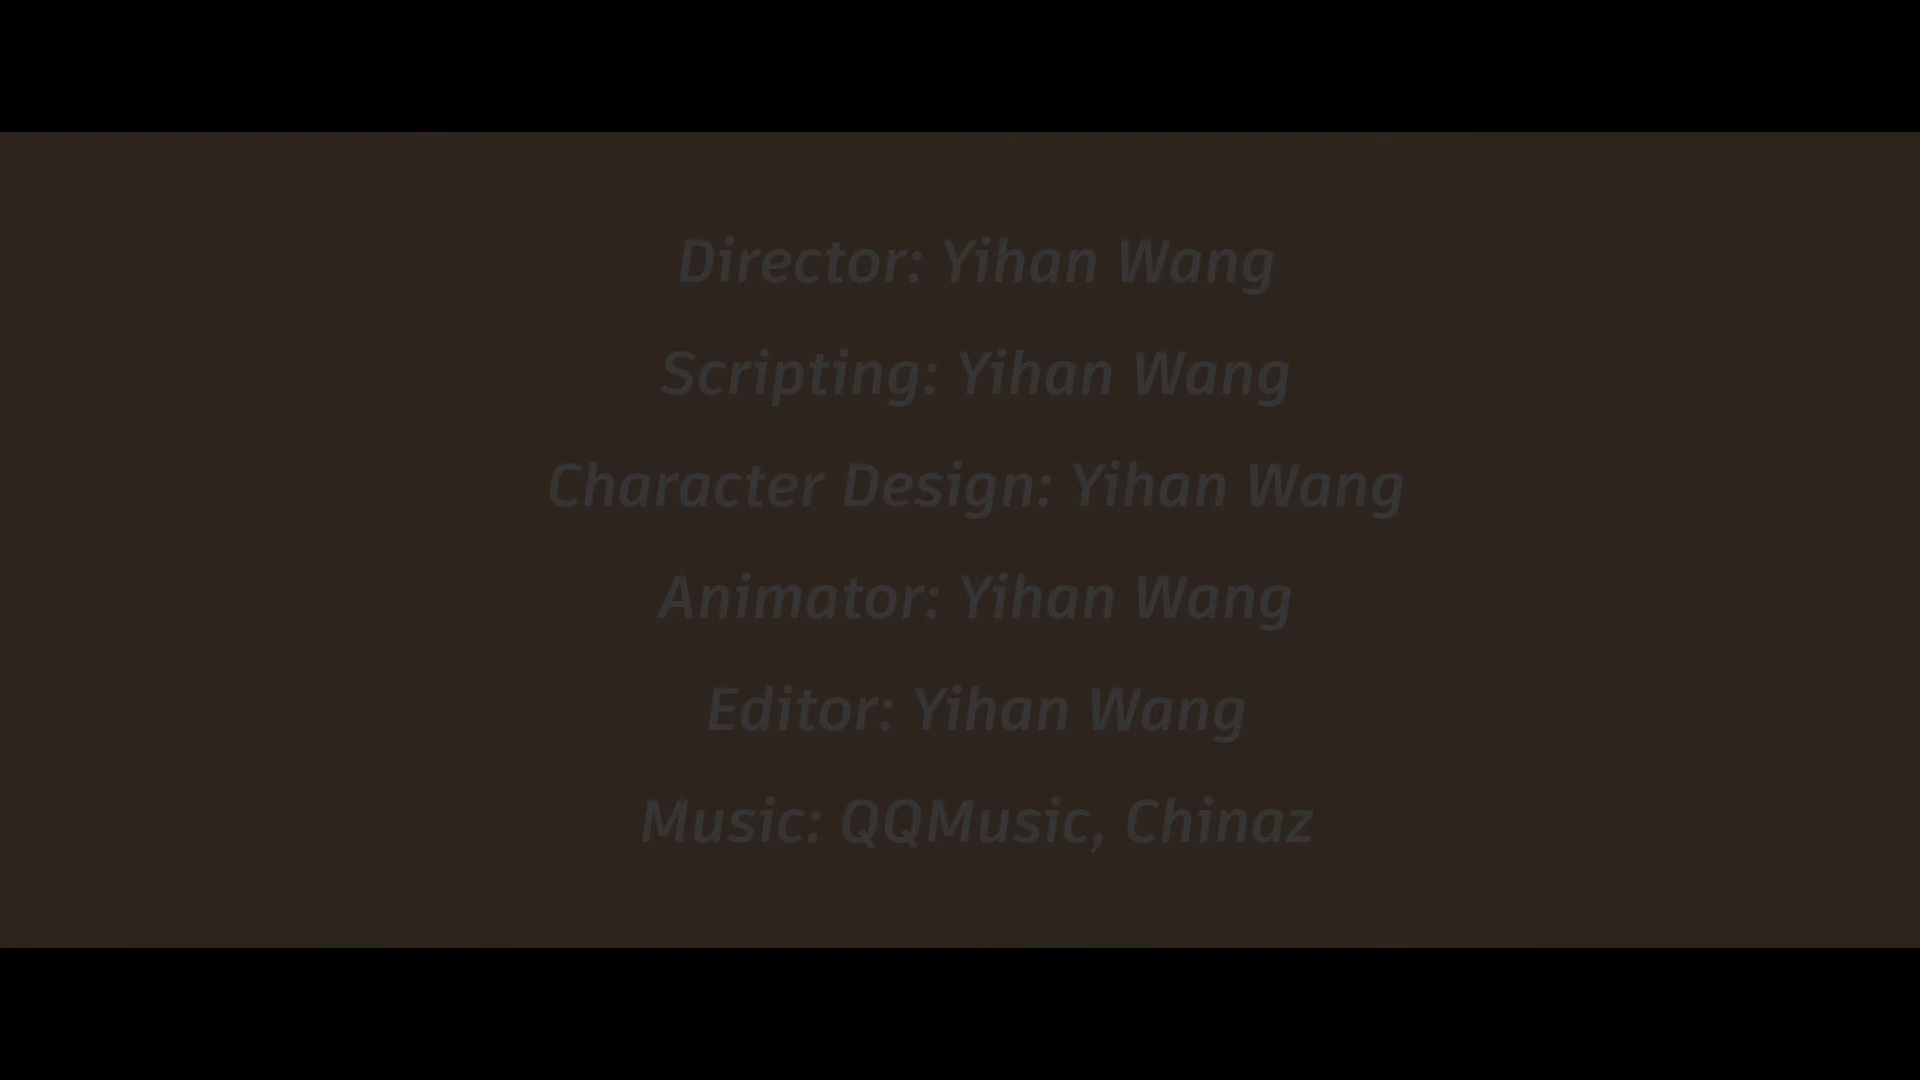 Director: Yihan Wang
Scripting: Yihan Wang
Character Design: Yihan Wang
Animator: Yihan Wang
Editor: Yihan Wang
Music: QQMusic, Chinaz